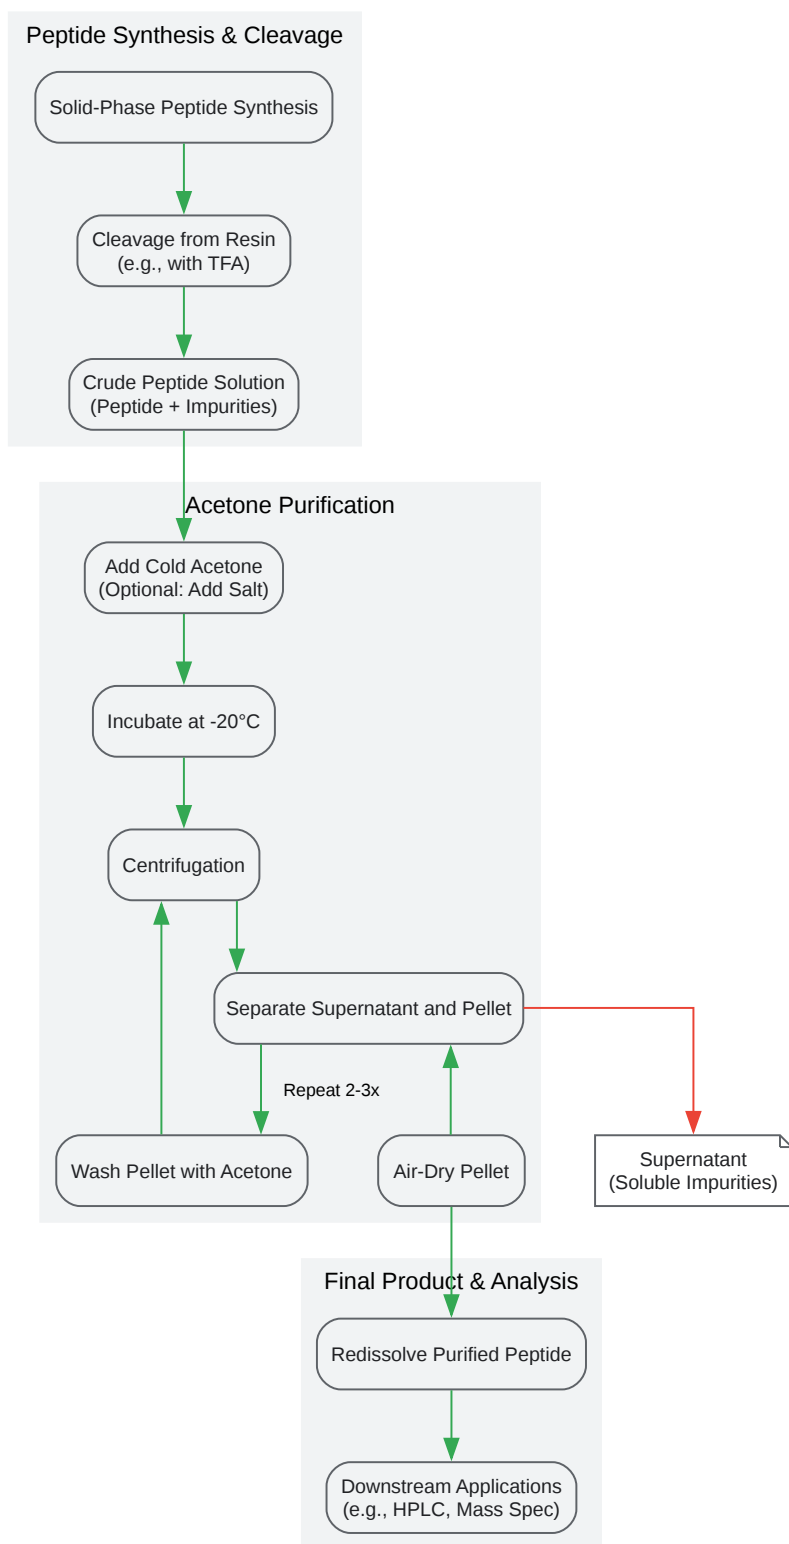 Peptide Synthesis & Cleavage
Solid-Phase Peptide Synthesis
Cleavage from Resin
(e.g., with TFA)
Crude Peptide Solution
(Peptide + Impurities)
Acetone Purification
Add Cold Acetone
(Optional: Add Salt)
Incubate at -20°C
Centrifugation
Separate Supernatant and Pellet
Repeat 2-3x
Wash Pellet with Acetone
Air-Dry Pellet
Supernatant
(Soluble Impurities)
Final Product & Analysis
Redissolve Purified Peptide
Downstream Applications
(e.g., HPLC, Mass Spec)